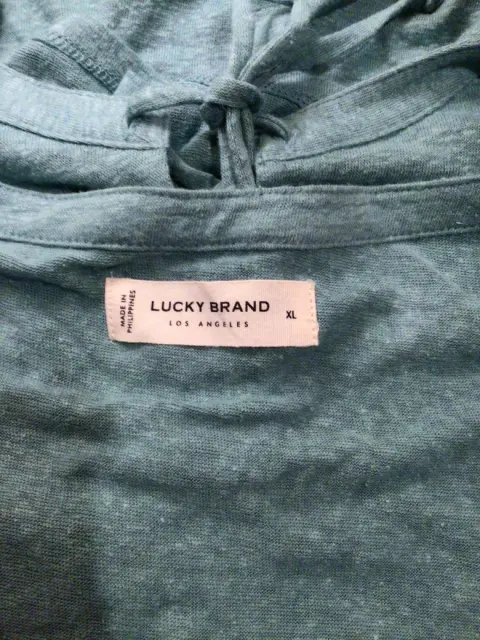 MADE IN
PHILIPPINES
LUCKY BRAND
LOS ANGELES
XL